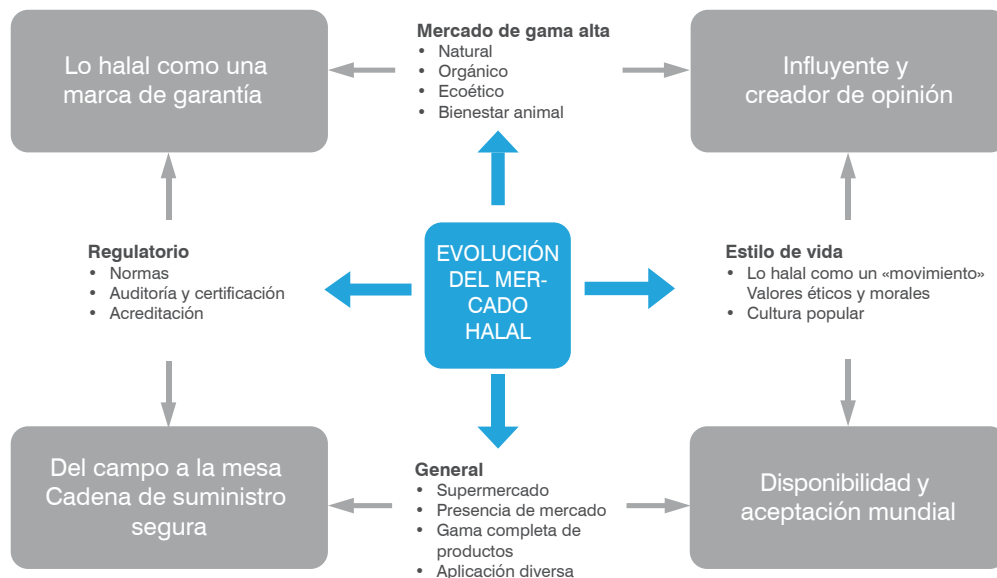 Lo halal como una
marca de garantía
Mercado de gama alta
• Natural
• Orgánico
• Ecoético
• Bienestar animal
Influyente y
creador de opinión
Regulatorio
• Normas
• Auditoría y certificación
• Acreditación
EVOLUCIÓN
DEL MER-
CADO
HALAL
Estilo de vida
• Lo halal como un «movimiento»
Valores éticos y morales
• Cultura popular
Del campo a la mesa
Cadena de suministro
segura
General
• Supermercado
• Presencia de mercado
• Gama completa de
productos
• Aplicación diversa
Disponibilidad y
aceptación mundial